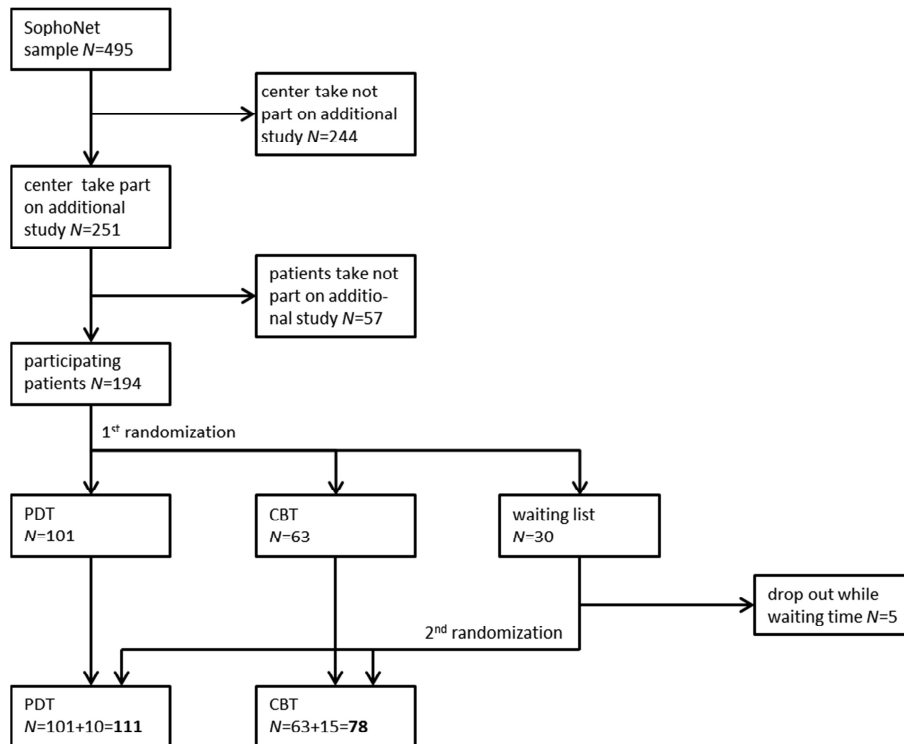 SophoNet
sample N=495
center take not
part on additional
study N=244
center take part
on additional
study N=251
patients take not
part on additio-
nal study N=57
participating
patients N=194
1st randomization
PDT
N=101
CBT
N=63
waiting list
N=30
drop out while
waiting time N=5
2nd randomization
PDT
N=101+10=111
CBT
N=63+15=78